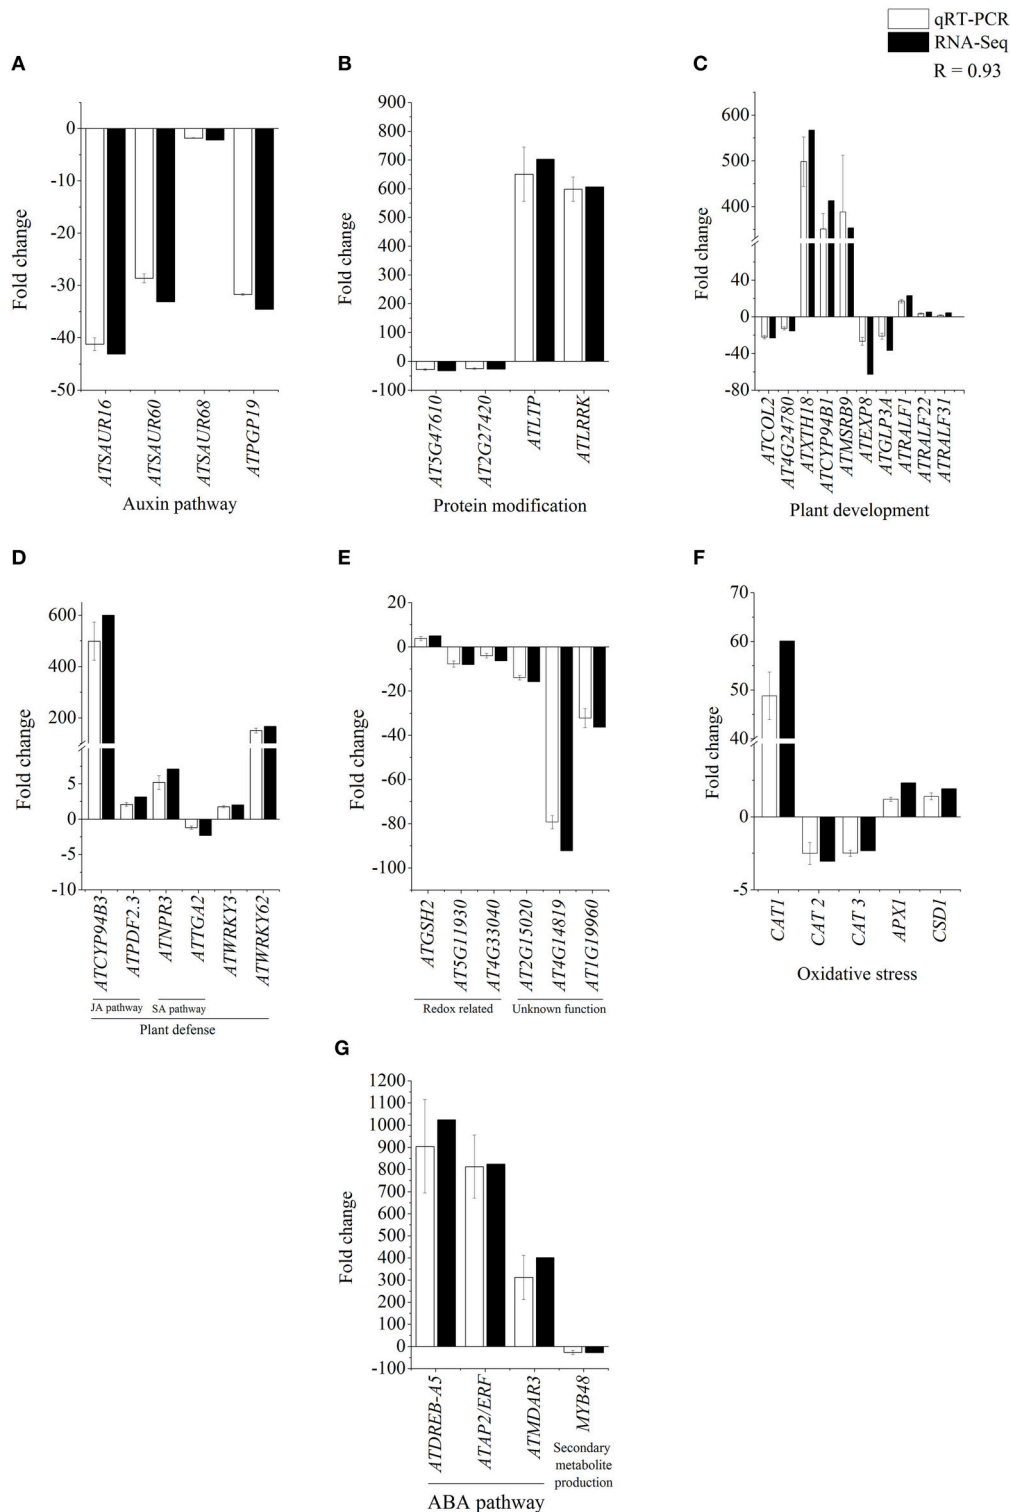 qRT-PCR
RNA-Seq
R = 0.93
A
0
-10
-20
-30
-40
-50
Fold change
ATSAUR16
ATSAUR60
ATSAUR68
ATPGP19
Auxin pathway
B
900
800
700
600
500
400
300
200
100
0
-100
Fold change
AT5G47610
AT2G27420
ATLTP
ATLRRK
Protein modification
C
600
500
400
40
0
-40
-80
Fold change
ATCOL2
AT4G24780
ATXTH18
ATCYP94B1
ATMSRB9
ATEXP8
ATGLP3A
ATRALF1
ATRALF22
ATRALF31
Plant development
D
600
400
200
5
0
-5
-10
Fold change
ATCYP94B3
ATPDF2.3
ATNPR3
ATTGA2
ATWRKY3
ATWRKY62
JA pathway
SA pathway
Plant defense
E
20
0
-20
-40
-60
-80
-100
Fold change
ATGSH2
AT5G11930
AT4G33040
AT2G15020
AT4G14819
AT1G19960
Redox related
Unknown function
F
70
60
50
40
0
-5
Fold change
CAT1
CAT 2
CAT 3
APX1
CSD1
Oxidative stress
G
1200
1100
1000
900
800
700
600
500
400
300
200
100
0
-100
Fold change
ATDREB-A5
ATAP2/ERF
ATMDAR3
MYB48
Secondary
metabolite
production
ABA pathway